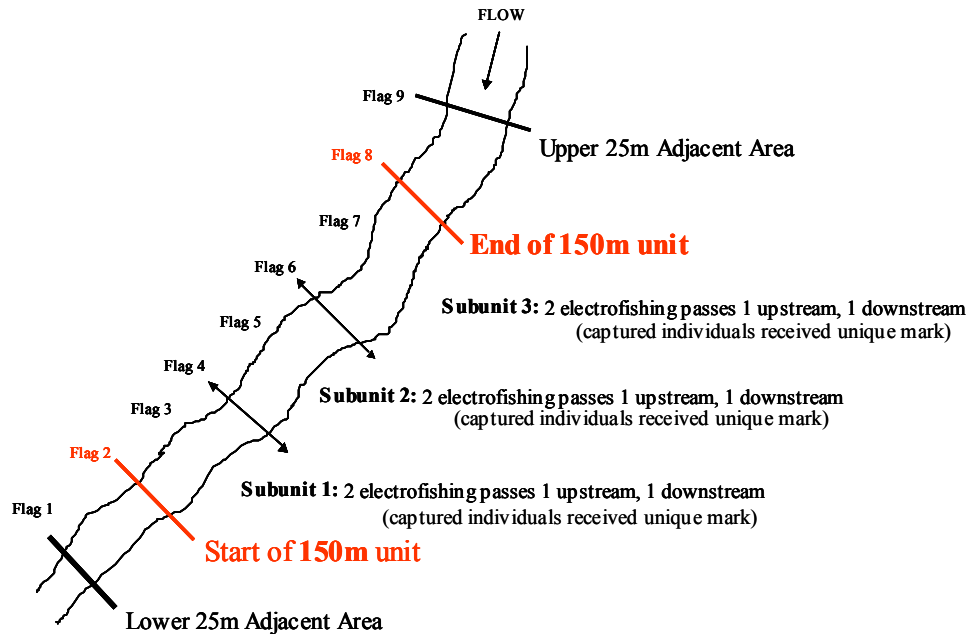 FLOW
Flag 9
Upper 25m Adjacent Area
Flag 8
Flag 7
End of 150m unit
Flag 6
Subunit 3: 2 electrofishing passes 1 upstream, 1 downstream
(captured individuals received unique mark)
Flag 5
Flag 4
Subunit 2: 2 electrofishing passes 1 upstream, 1 downstream
(captured individuals received unique mark)
Flag 3
Flag 2
Subunit 1: 2 electrofishing passes 1 upstream, 1 downstream
(captured individuals received unique mark)
Flag 1
Start of 150m unit
Lower 25m Adjacent Area